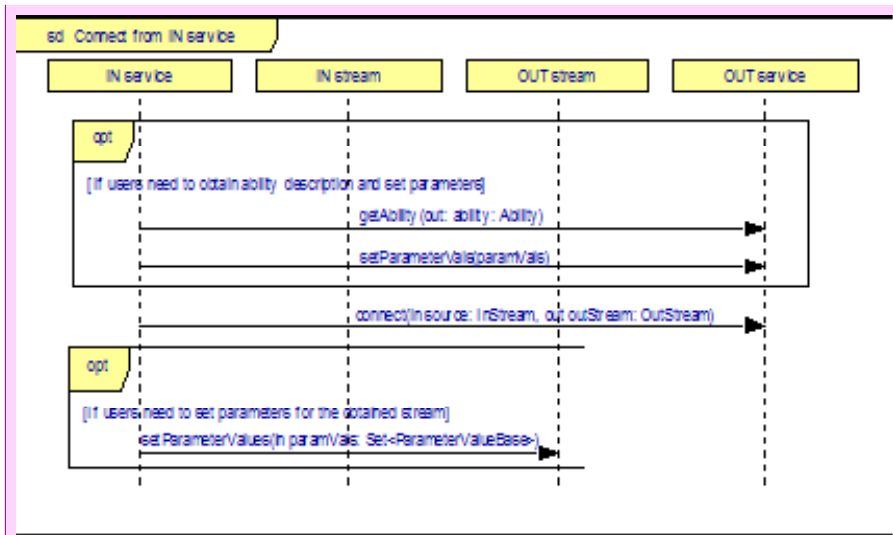 sd Connect from IN service
IN service
IN stream
OUT stream
OUT service
opt
[If users need to obtain ability description and set parameters]
getAbility(out: ability: Ability)
setParameterVals(paramVals)
connect(in source: InStream, out outStream: OutStream)
opt
[If users need to set parameters for the obtained stream]
setParameterValues(in paramVals: Set<ParameterValueBase>)